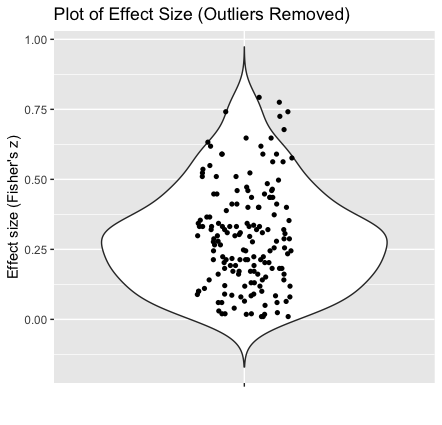 Plot of Effect Size (Outliers Removed)
1.00
0.75
0.50
0.25
0.00
Effect size (Fisher's z)